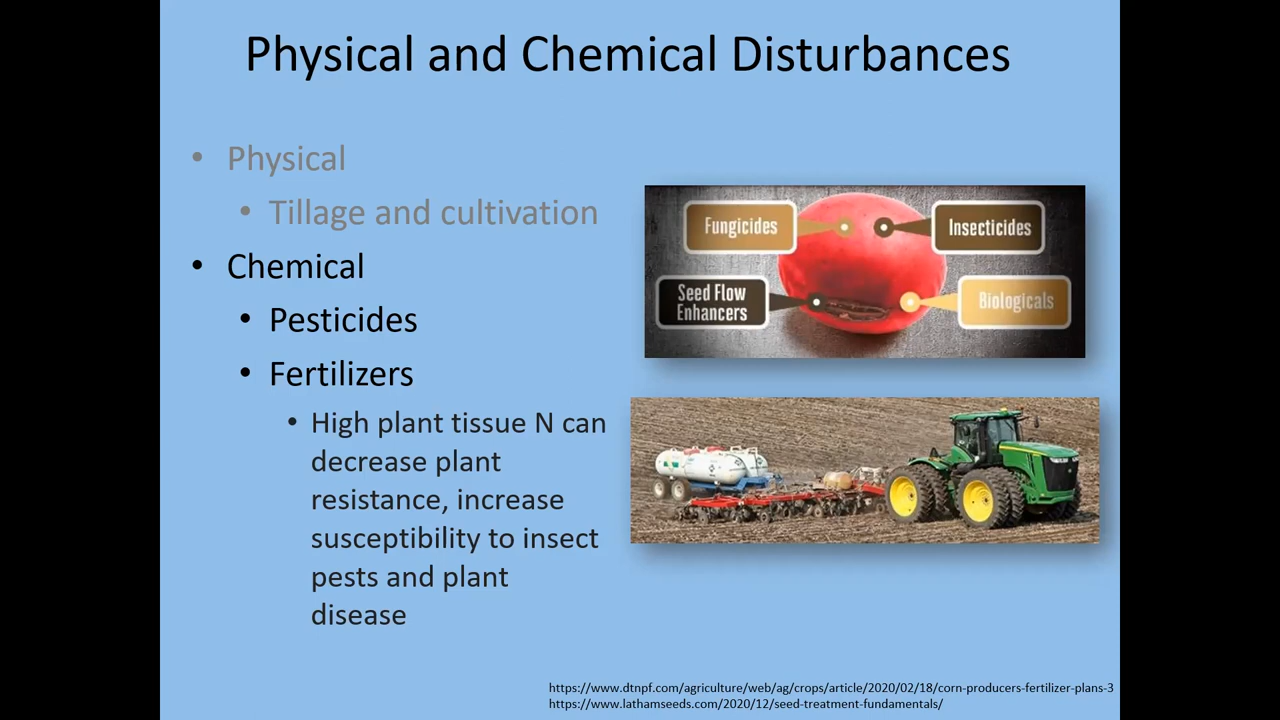 Physical and Chemical Disturbances
• Physical
• Tillage and cultivation
• Chemical
• Pesticides
• Fertilizers
• High plant tissue N can
decrease plant
resistance, increase
susceptibility to insect
pests and plant
disease
Fungicides
Insecticides
Seed Flow
Enhancers
Biologicals
https://www.dtnpf.com/agriculture/web/ag/crops/article/2020/02/18/corn-producers-fertilizer-plans-3
https://www.lathamseeds.com/2020/12/seed-treatment-fundamentals/